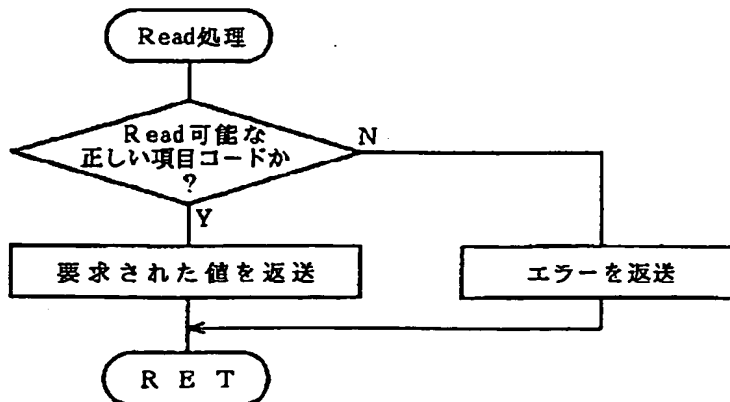 Read処理
Read可能な
正しい項目コードか
?
N
Y
要求された値を返送
エラーを返送
RET